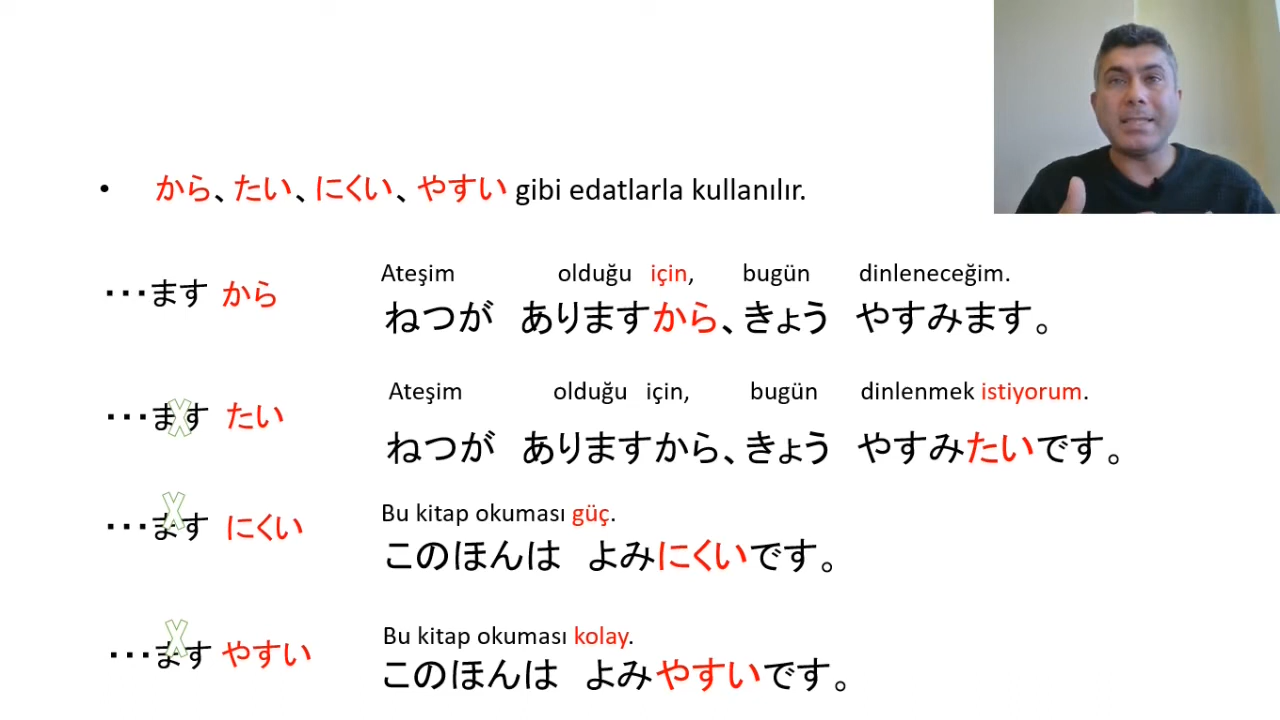 • から、たい、にくい、やすい gibi edatlarla kullanılır.
・・・ます から
Ateşim olduğu için, bugün dinleneceğim.
ねつが ありますから、きょう やすみます。
・・・ます たい
Ateşim olduğu için, bugün dinlenmek istiyorum.
ねつが ありますから、きょう やすみたいです。
・・・ます にくい
Bu kitap okuması güç.
このほんは よみにくいです。
・・・ます やすい
Bu kitap okuması kolay.
このほんは よみやすいです。